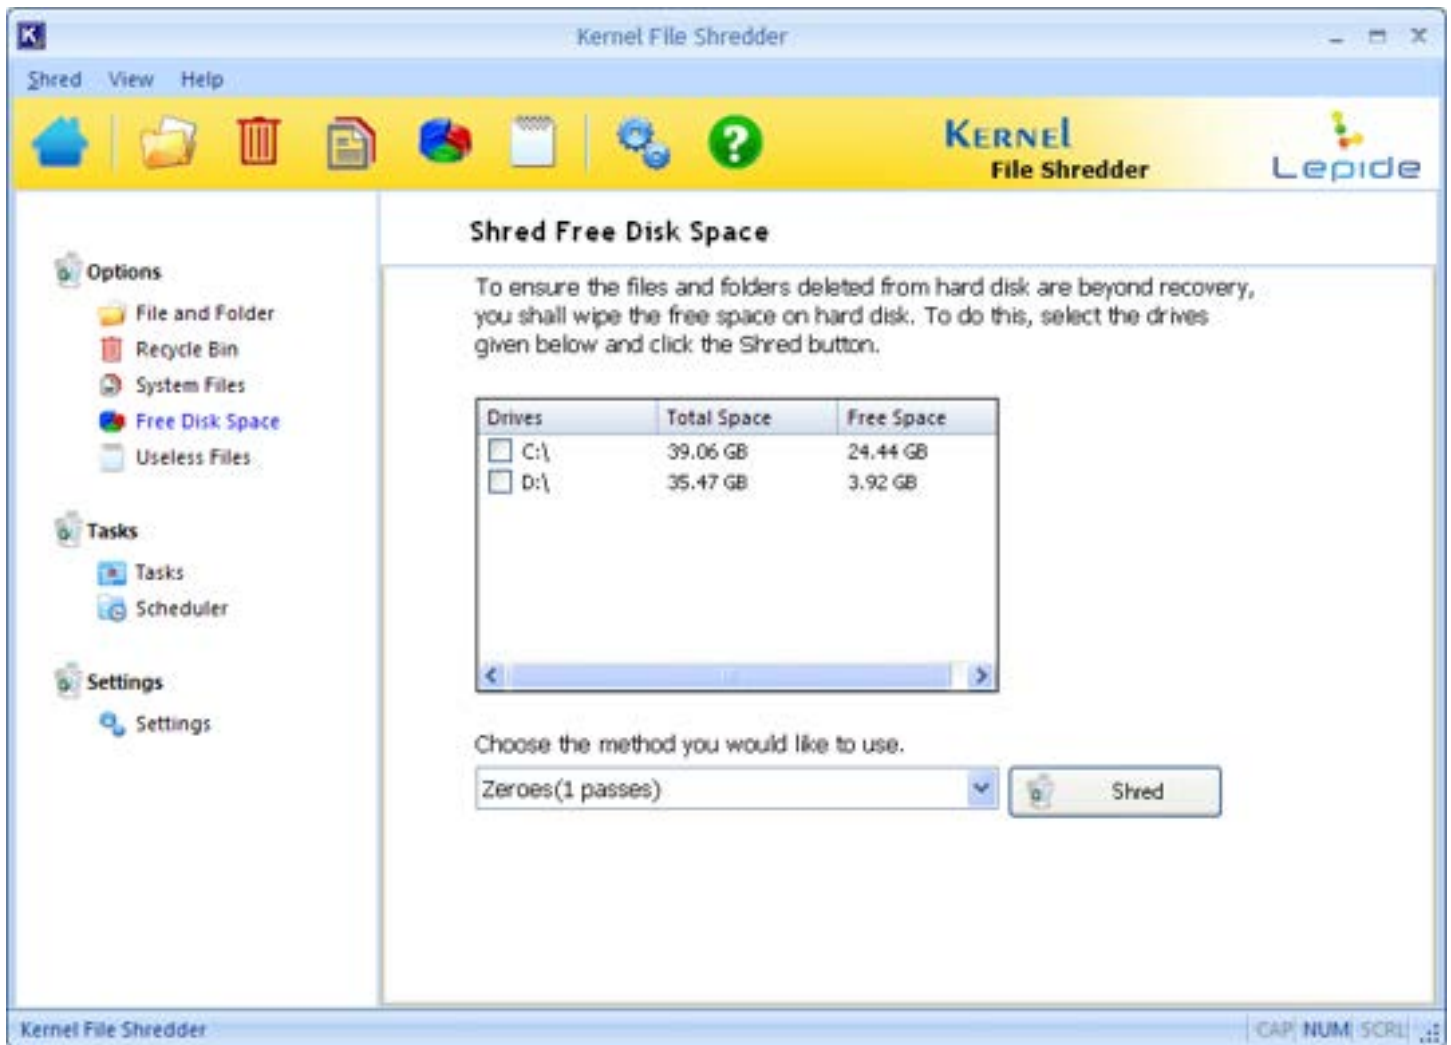 Kernel File Shredder
Shred View Help
KERNEL
File Shredder
Lepide
Options
File and Folder
Recycle Bin
System Files
Free Disk Space
Useless Files
Tasks
Tasks
Scheduler
Settings
Settings
Shred Free Disk Space
To ensure the files and folders deleted from hard disk are beyond recovery,
you shall wipe the free space on hard disk. To do this, select the drives
given below and click the Shred button.
Drives Total Space Free Space
C:\ 39.06 GB 24.44 GB
D:\ 35.47 GB 3.92 GB
Choose the method you would like to use.
Zeroes(1 passes)
Shred
Kernel File Shredder
CAP NUM SCRL